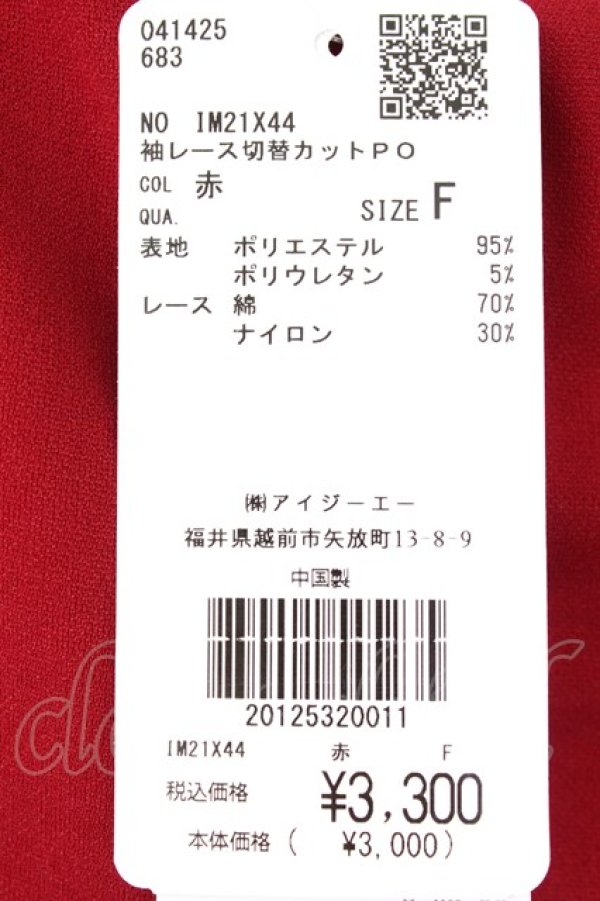 041425
683
NO IM21X44
袖レース切替カットPO
COL 赤
QUA.
SIZE F
表地 ポリエステル 95%
ポリウレタン 5%
レース 綿 70%
ナイロン 30%
㈱アイジーエー
福井県越前市矢放町13-8-9
中国製
20125320011
IM21X44 赤 F
税込価格 ¥3,300
本体価格( ¥3,000)